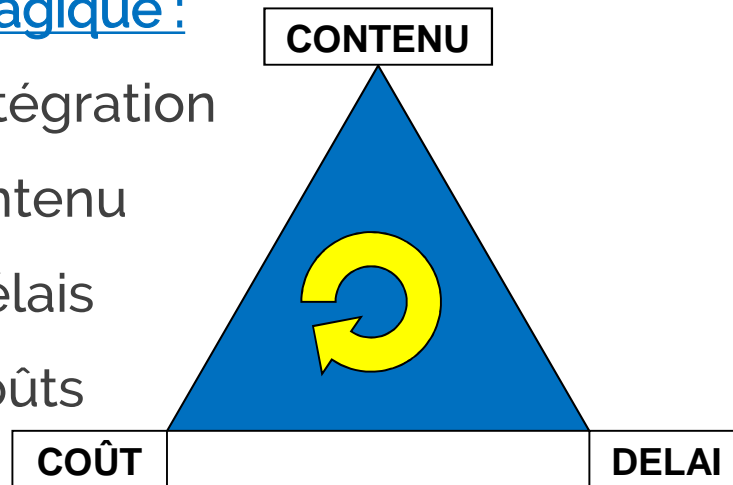 agique :
CONTENU
tégration
ntenu
élais
oûts
COÛT
DELAI